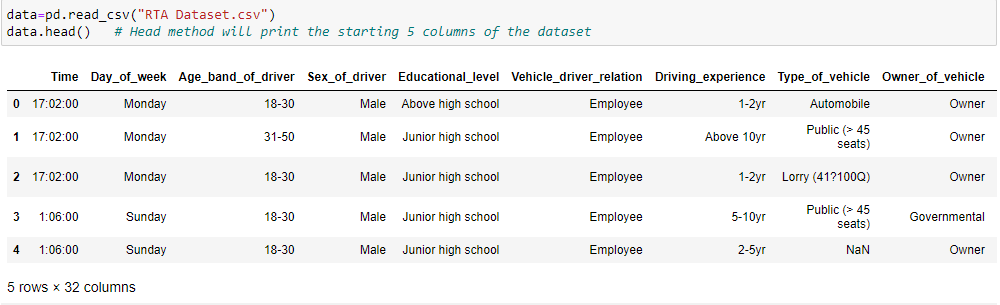 data=pd.read_csv("RTA Dataset.csv")
data.head()   # Head method will print the starting 5 columns of the dataset
Time Day_of_week Age_band_of_driver Sex_of_driver Educational_level Vehicle_driver_relation Driving_experience Type_of_vehicle Owner_of_vehicle
0 17:02:00 Monday 18-30 Male Above high school Employee 1-2yr Automobile Owner
1 17:02:00 Monday 31-50 Male Junior high school Employee Above 10yr Public (> 45 seats) Owner
2 17:02:00 Monday 18-30 Male Junior high school Employee 1-2yr Lorry (41?100Q) Owner
3 1:06:00 Sunday 18-30 Male Junior high school Employee 5-10yr Public (> 45 seats) Governmental
4 1:06:00 Sunday 18-30 Male Junior high school Employee 2-5yr NaN Owner
5 rows × 32 columns